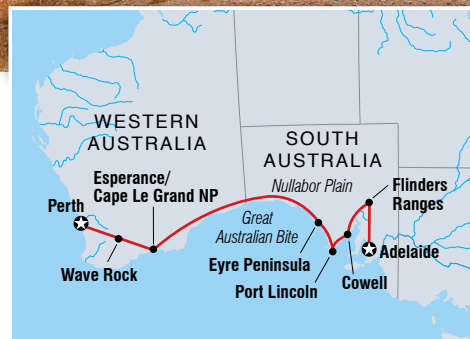 WESTERN
AUSTRALIA
SOUTH
AUSTRALIA
Nullabor Plain
Esperance/
Cape Le Grand NP
Flinders
Ranges
Perth
Great
Australian Bite
Adelaide
Wave Rock
Eyre Peninsula
Cowell
Port Lincoln